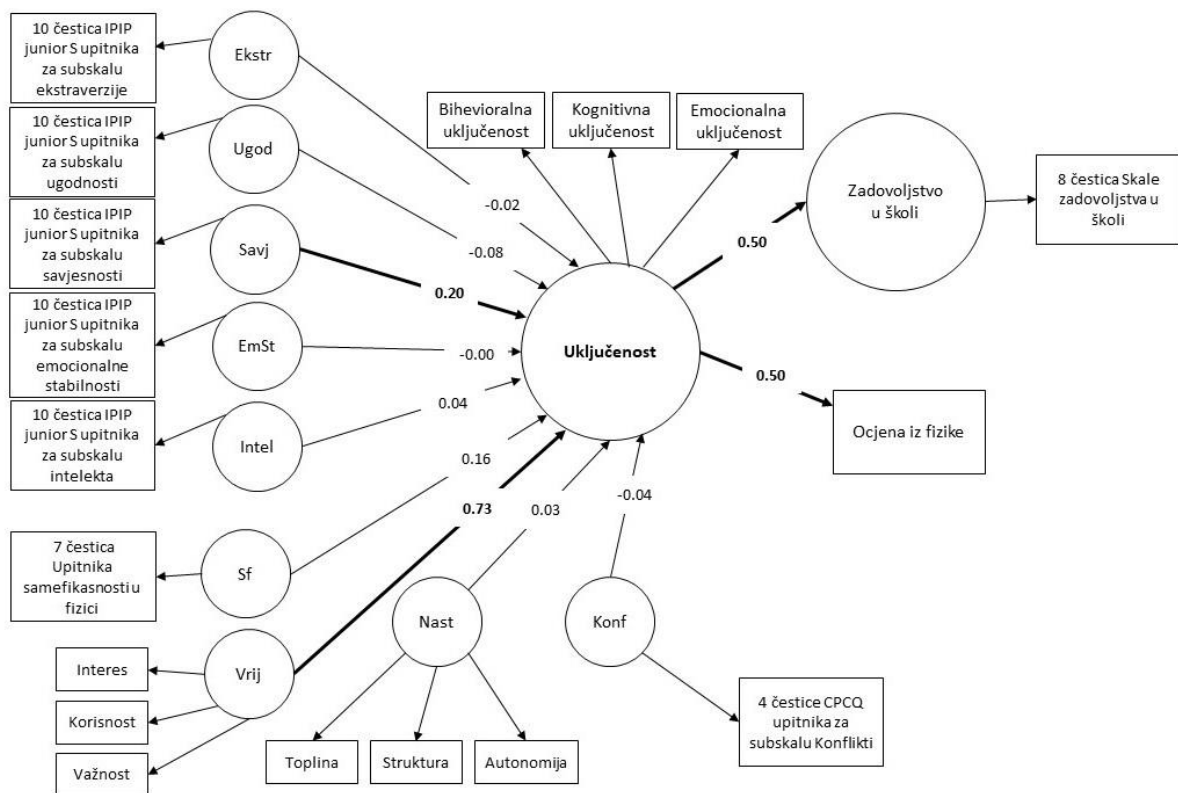 10 čestica IPIP
junior S upitnika
za subskalu
ekstraverzije
Ekstr
10 čestica IPIP
junior S upitnika
za subskalu
ugodnosti
Ugod
10 čestica IPIP
junior S upitnika
za subskalu
savjesnosti
Savj
10 čestica IPIP
junior S upitnika
za subskalu
emocionalne
stabilnosti
EmSt
10 čestica IPIP
junior S upitnika
za subskalu
intelekta
Intel
7 čestica
Upitnika
samefikasnosti u
fizici
Sf
Interes
Korisnost
Važnost
Vrij
Bihevioralna
uključenost
Kognitivna
uključenost
Emocionalna
uključenost
-0.02
-0.08
0.20
-0.00
0.04
0.16
0.73
0.03
-0.04
Uključenost
0.50
0.50
Zadovoljstvo
u školi
8 čestica Skale
zadovoljstva u
školi
Ocjena iz fizike
Nast
Toplina
Struktura
Autonomija
Konf
4 čestice CPCQ
upitnika za
subskalu Konflikti